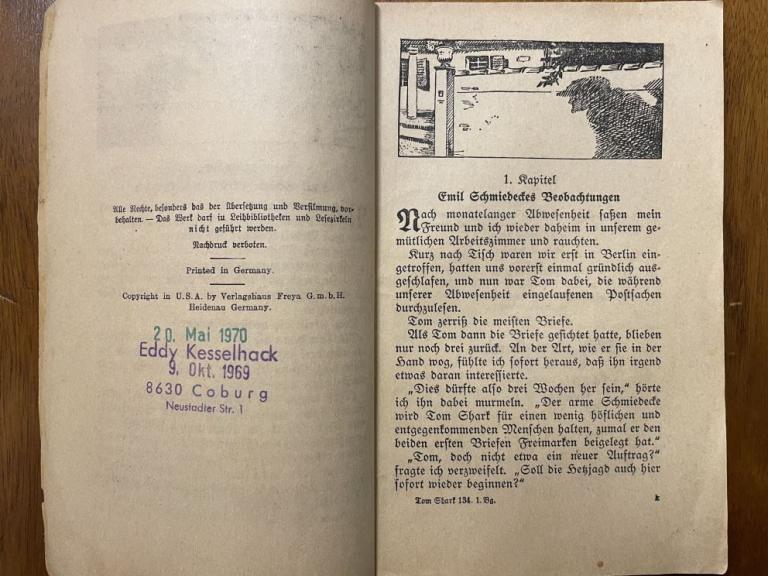 Alle Rechte, besonders das der Übersetzung und Verfilmung, vor-
behalten. — Das Werk darf in Leihbibliotheken und Lesezirkeln
nicht geführt werden.
Nachdruck verboten.
Printed in Germany.
Copyright in U. S. A. by Verlagshaus Freya G. m. b. H.
Heidenau Germany.
20. Mai 1970
Eddy Kesselhack
9. Okt. 1969
8630 Coburg
Neustadter Str. 1
1. Kapitel
Emil Schmiedeckes Beobachtungen
Nach monatelanger Abwesenheit saßen mein
Freund und ich wieder daheim in unserem ge-
mütlichen Arbeitszimmer und rauchten.
Kurz nach Tisch waren wir erst in Berlin ein-
getroffen, hatten uns vorerst einmal gründlich aus-
geschlafen, und nun war Tom dabei, die während
unserer Abwesenheit eingelaufenen Postsachen
durchzulesen.
Tom zerriß die meisten Briefe.
Als Tom dann die Briefe gesichtet hatte, blieben
nur noch drei zurück. An der Art, wie er sie in der
Hand wog, fühlte ich sofort heraus, daß ihn irgend
etwas daran interessierte.
„Dies dürfte also drei Wochen her sein,“ hörte
ich ihn dabei murmeln. „Der arme Schmiedecke
wird Tom Shark für einen wenig höflichen und
entgegenkommenden Menschen halten, zumal er den
beiden ersten Briefen Freimarken beigelegt hat.“
„Tom, doch nicht etwa ein neuer Auftrag?“
fragte ich verzweifelt. „Soll die Hetzjagd auch hier
sofort wieder beginnen?“
Tom Shark 134. 1. Bg.